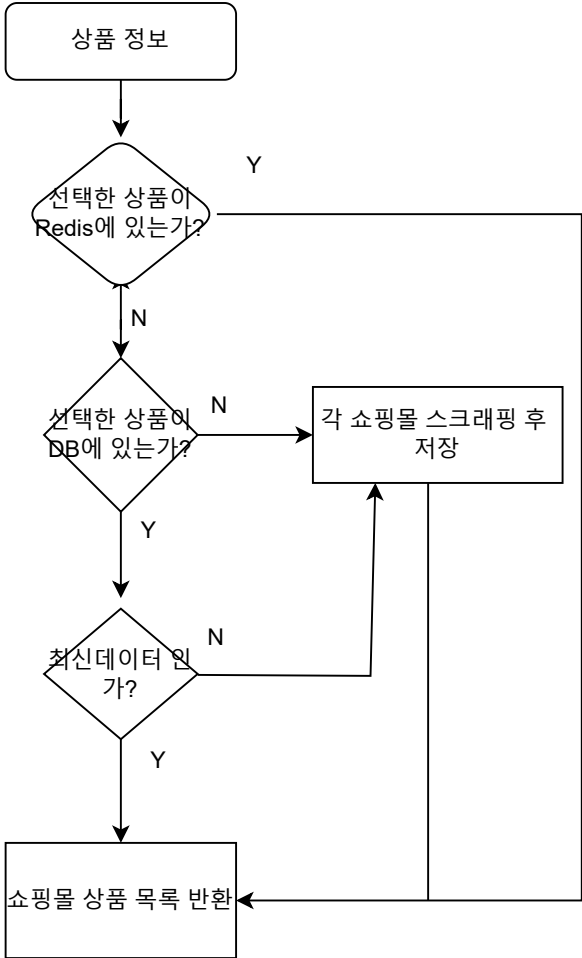 상품 정보
Y
선택한 상품이
Redis에 있는가?
N
선택한 상품이
DB에 있는가?
N
각 쇼핑몰 스크래핑 후
저장
Y
최신데이터 인
가?
N
Y
쇼핑몰 상품 목록 반환